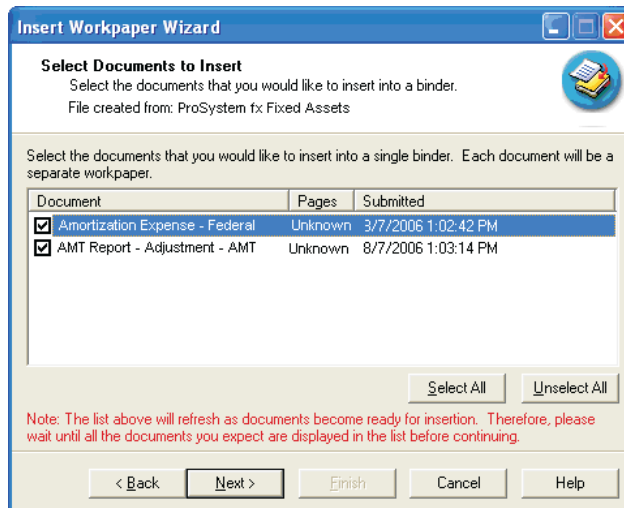 Insert Workpaper Wizard
Select Documents to Insert
Select the documents that you would like to insert into a binder.
File created from: ProSystem fx Fixed Assets
Select the documents that you would like to insert into a single binder. Each document will be a
separate workpaper.
Document Pages Submitted
Amortization Expense - Federal Unknown 8/7/2006 1:02:42 PM
AMT Report - Adjustment - AMT Unknown 8/7/2006 1:03:14 PM
Select All Unselect All
Note: The list above will refresh as documents become ready for insertion. Therefore, please
wait until all the documents you expect are displayed in the list before continuing.
< Back Next > Finish Cancel Help